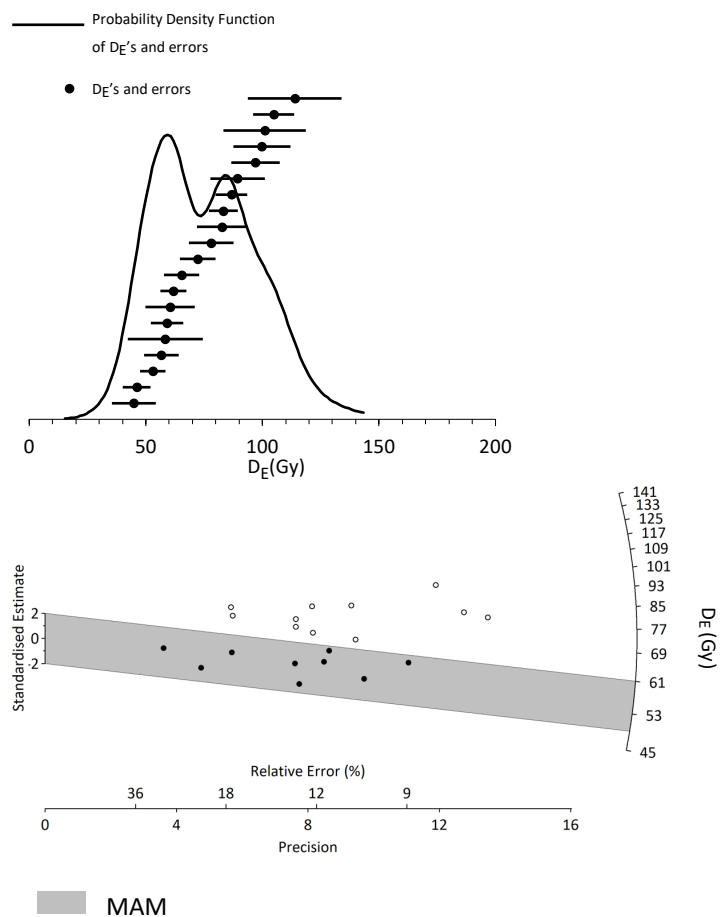 Probability Density Function
of DE's and errors
DE's and errors
0 50 100 150 200
DE(Gy)
141
133
125
117
109
101
93
85
77
69
61
53
45
DE (Gy)
Standardised Estimate
2
0
-2
Relative Error (%)
36 18 12 9
0 4 8 12 16
Precision
MAM